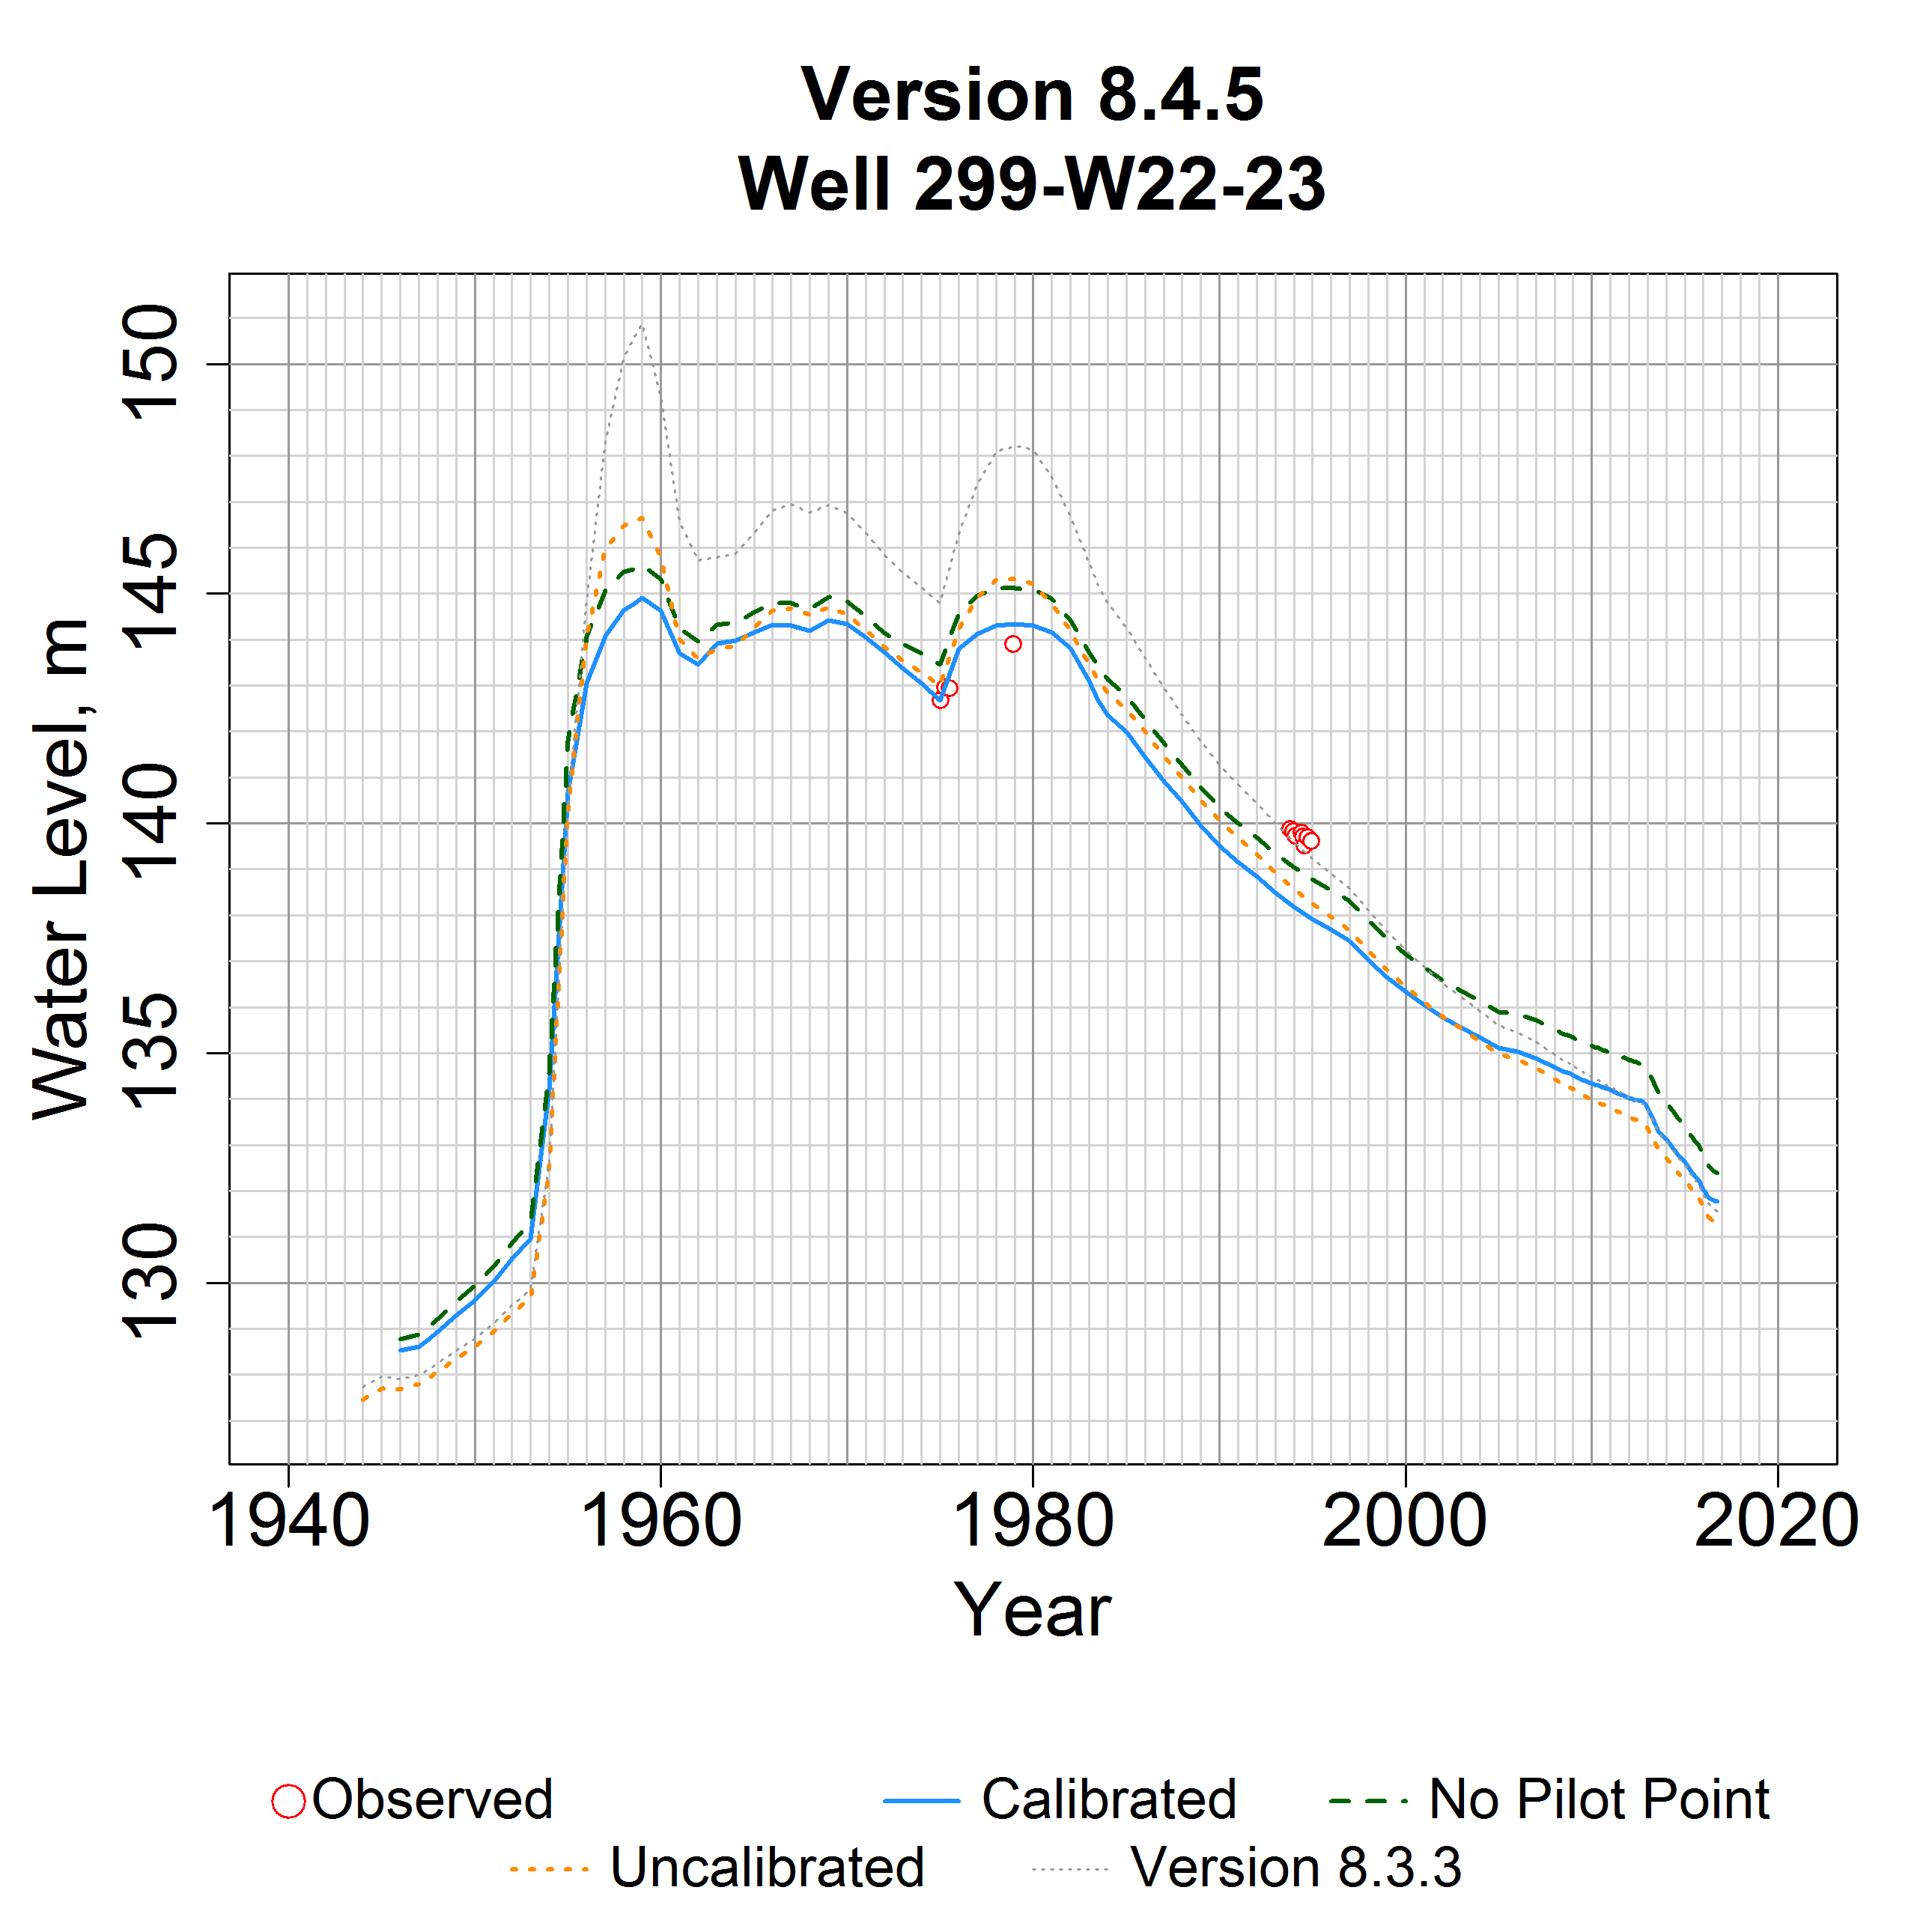 Version 8.4.5
Well 299-W22-23
Water Level, m
150
145
140
135
130
1940 1960 1980 2000 2020
Year
Observed Calibrated No Pilot Point
Uncalibrated Version 8.3.3